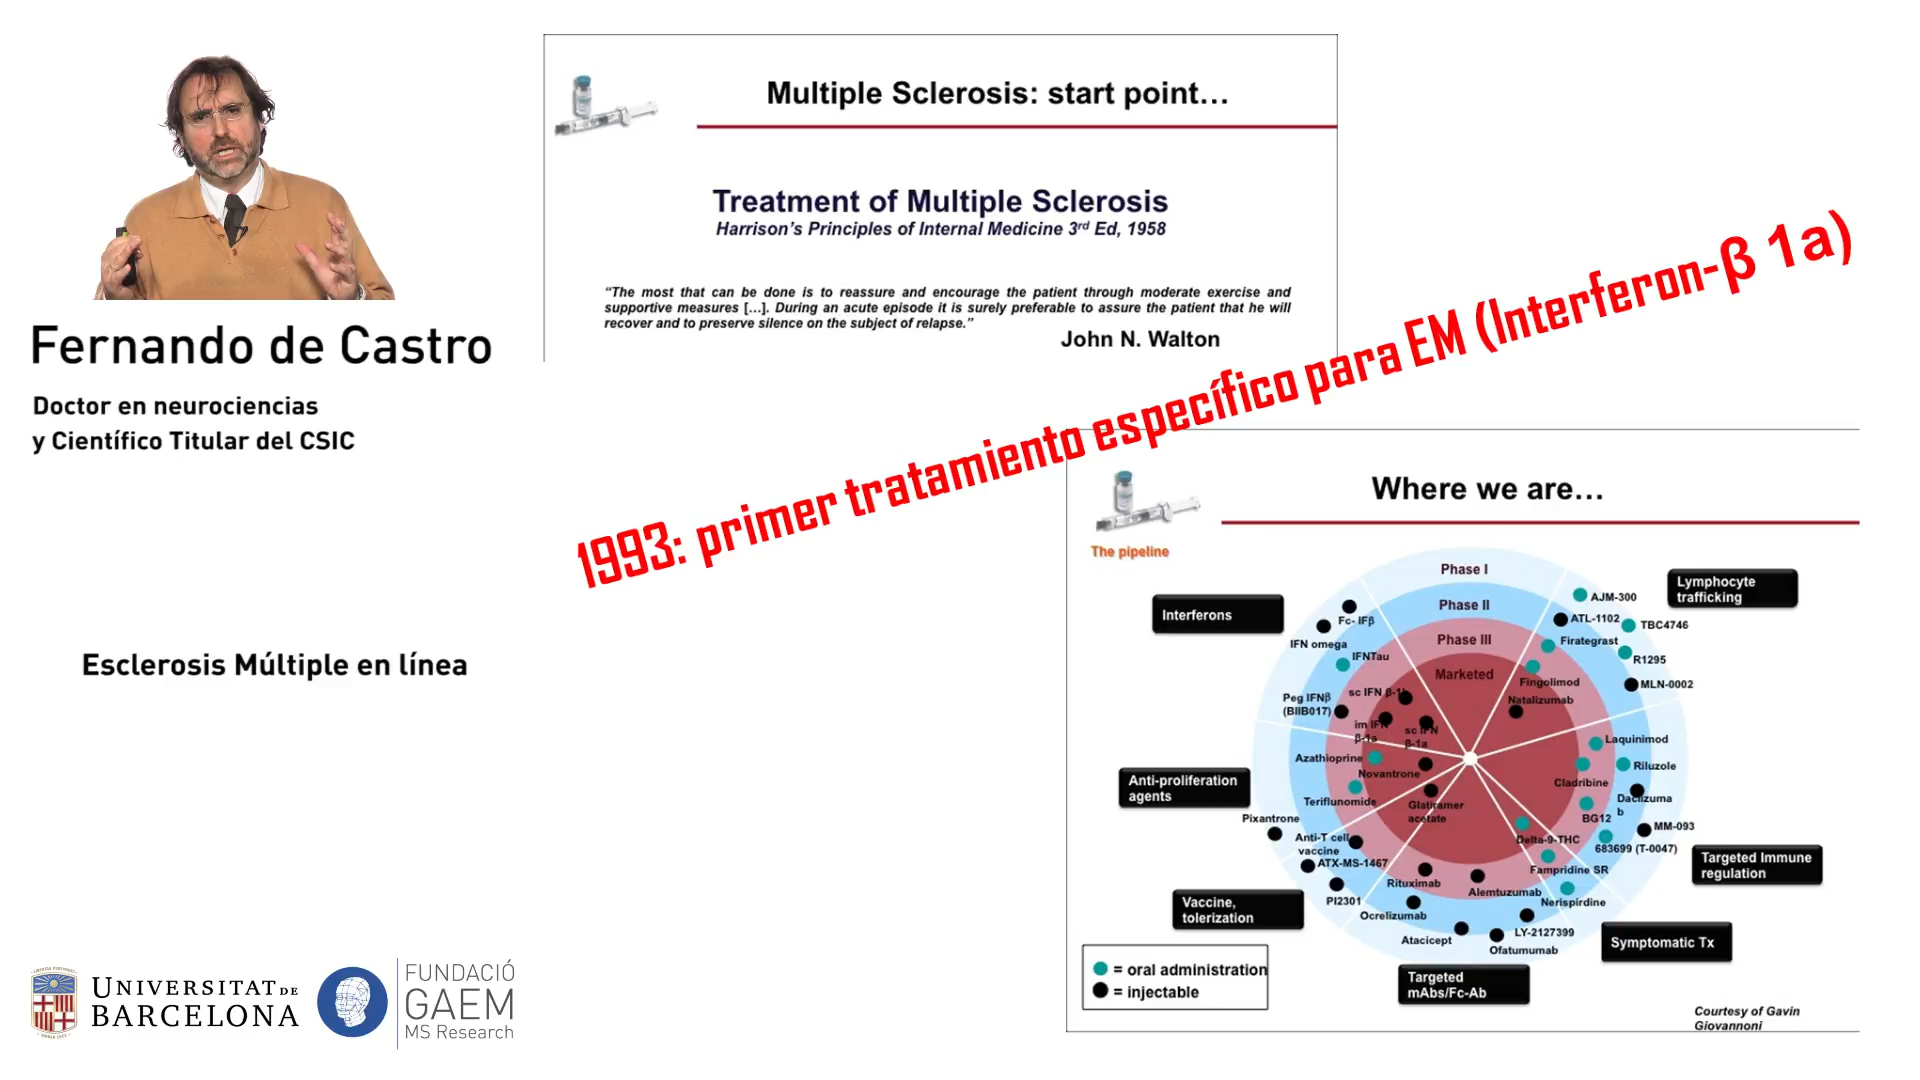 Multiple Sclerosis: start point...
Treatment of Multiple Sclerosis
Harrison's Principles of Internal Medicine 3rd Ed, 1958
"The most that can be done is to reassure and encourage the patient through moderate exercise and
supportive measures [...]. During an acute episode it is surely preferable to assure the patient that he will
recover and to preserve silence on the subject of relapse."
John N. Walton
Fernando de Castro
Doctor en neurociencias
y Científico Titular del CSIC
Esclerosis Múltiple en línea
UNIVERSITAT DE
BARCELONA
FUNDACIÓ
GAEM
MS Research
1993: primer tratamiento específico para EM (Interferon-β 1a)
Where we are...
The pipeline
Phase I
Phase II
Phase III
Marketed
Interferons
Fc- IFβ
IFN omega
IFNTau
Peg IFNβ
(BIIB017)
sc IFN β-1
im IFN
β-1a
sc IFN
β-1a
Lymphocyte
trafficking
AJM-300
ATL-1102
TBC4746
Firategrast
R1295
Fingolimod
MLN-0002
Natalizumab
Anti-proliferation
agents
Azathioprine
Novantrone
Teriflunomide
Pixantrone
Glatiramer
acetate
Laquinimod
Riluzole
Cladribine
Daclizuma
b
BG12
MM-093
683699 (T-0047)
Targeted Immune
regulation
Vaccine,
tolerization
Anti-T cell
vaccine
ATX-MS-1467
PI2301
Delta-9-THC
Fampridine SR
Nerispirdine
Symptomatic Tx
Rituximab
Alemtuzumab
Ocrelizumab
Atacicept
LY-2127399
Ofatumumab
Targeted
mAbs/Fc-Ab
= oral administration
= injectable
Courtesy of Gavin
Giovannoni